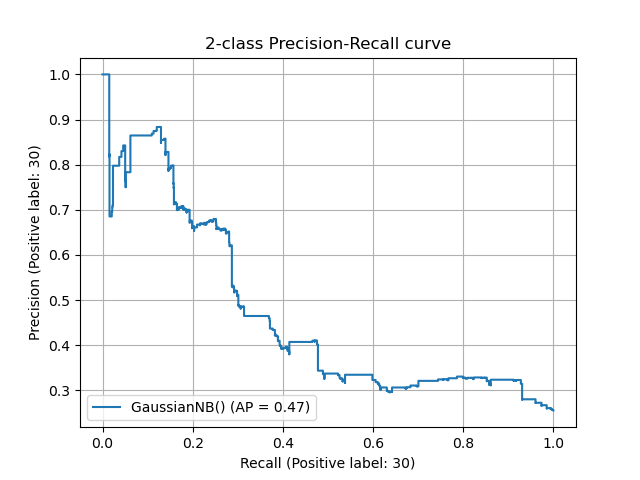 2-class Precision-Recall curve
1.0
0.9
0.8
0.7
0.6
0.5
0.4
0.3
Precision (Positive label: 30)
GaussianNB() (AP = 0.47)
0.0 0.2 0.4 0.6 0.8 1.0
Recall (Positive label: 30)